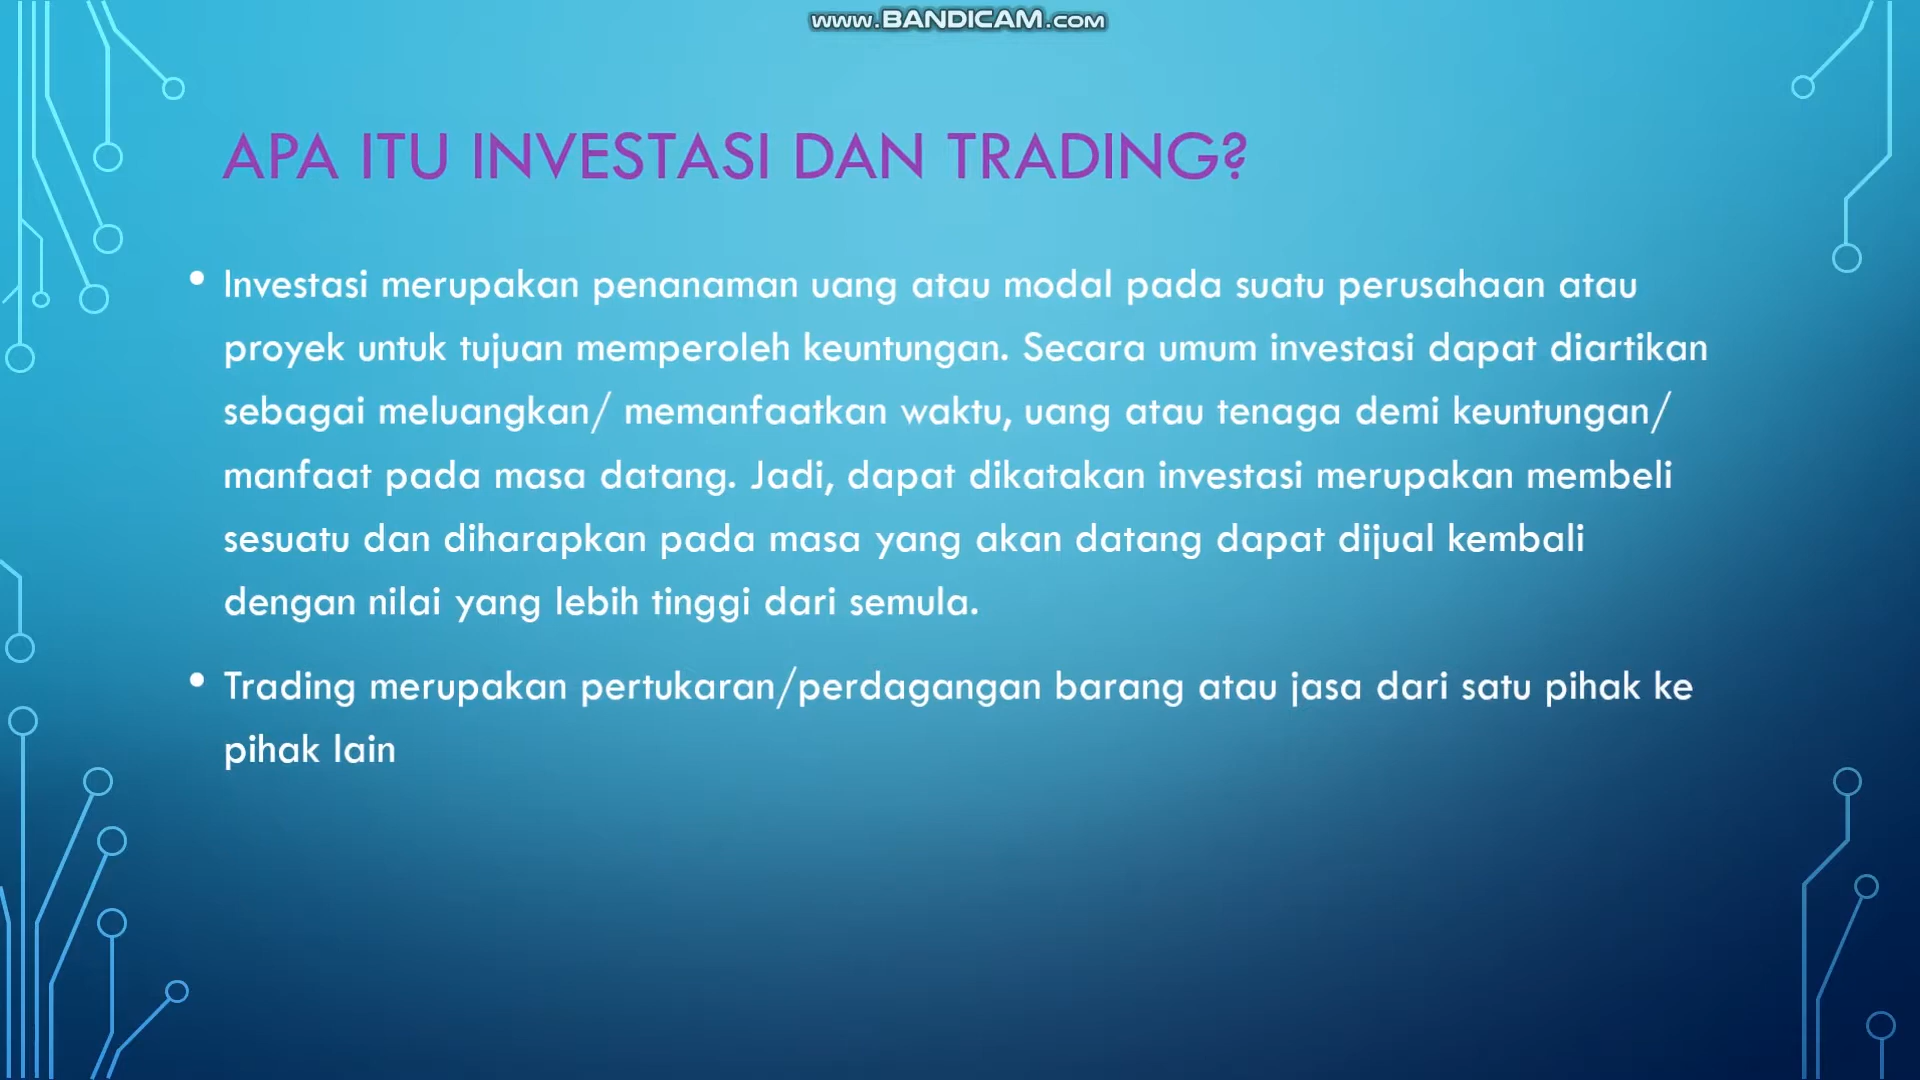 www.BANDICAM.com
APA ITU INVESTASI DAN TRADING?
• Investasi merupakan penanaman uang atau modal pada suatu perusahaan atau
proyek untuk tujuan memperoleh keuntungan. Secara umum investasi dapat diartikan
sebagai meluangkan/ memanfaatkan waktu, uang atau tenaga demi keuntungan/
manfaat pada masa datang. Jadi, dapat dikatakan investasi merupakan membeli
sesuatu dan diharapkan pada masa yang akan datang dapat dijual kembali
dengan nilai yang lebih tinggi dari semula.
• Trading merupakan pertukaran/perdagangan barang atau jasa dari satu pihak ke
pihak lain